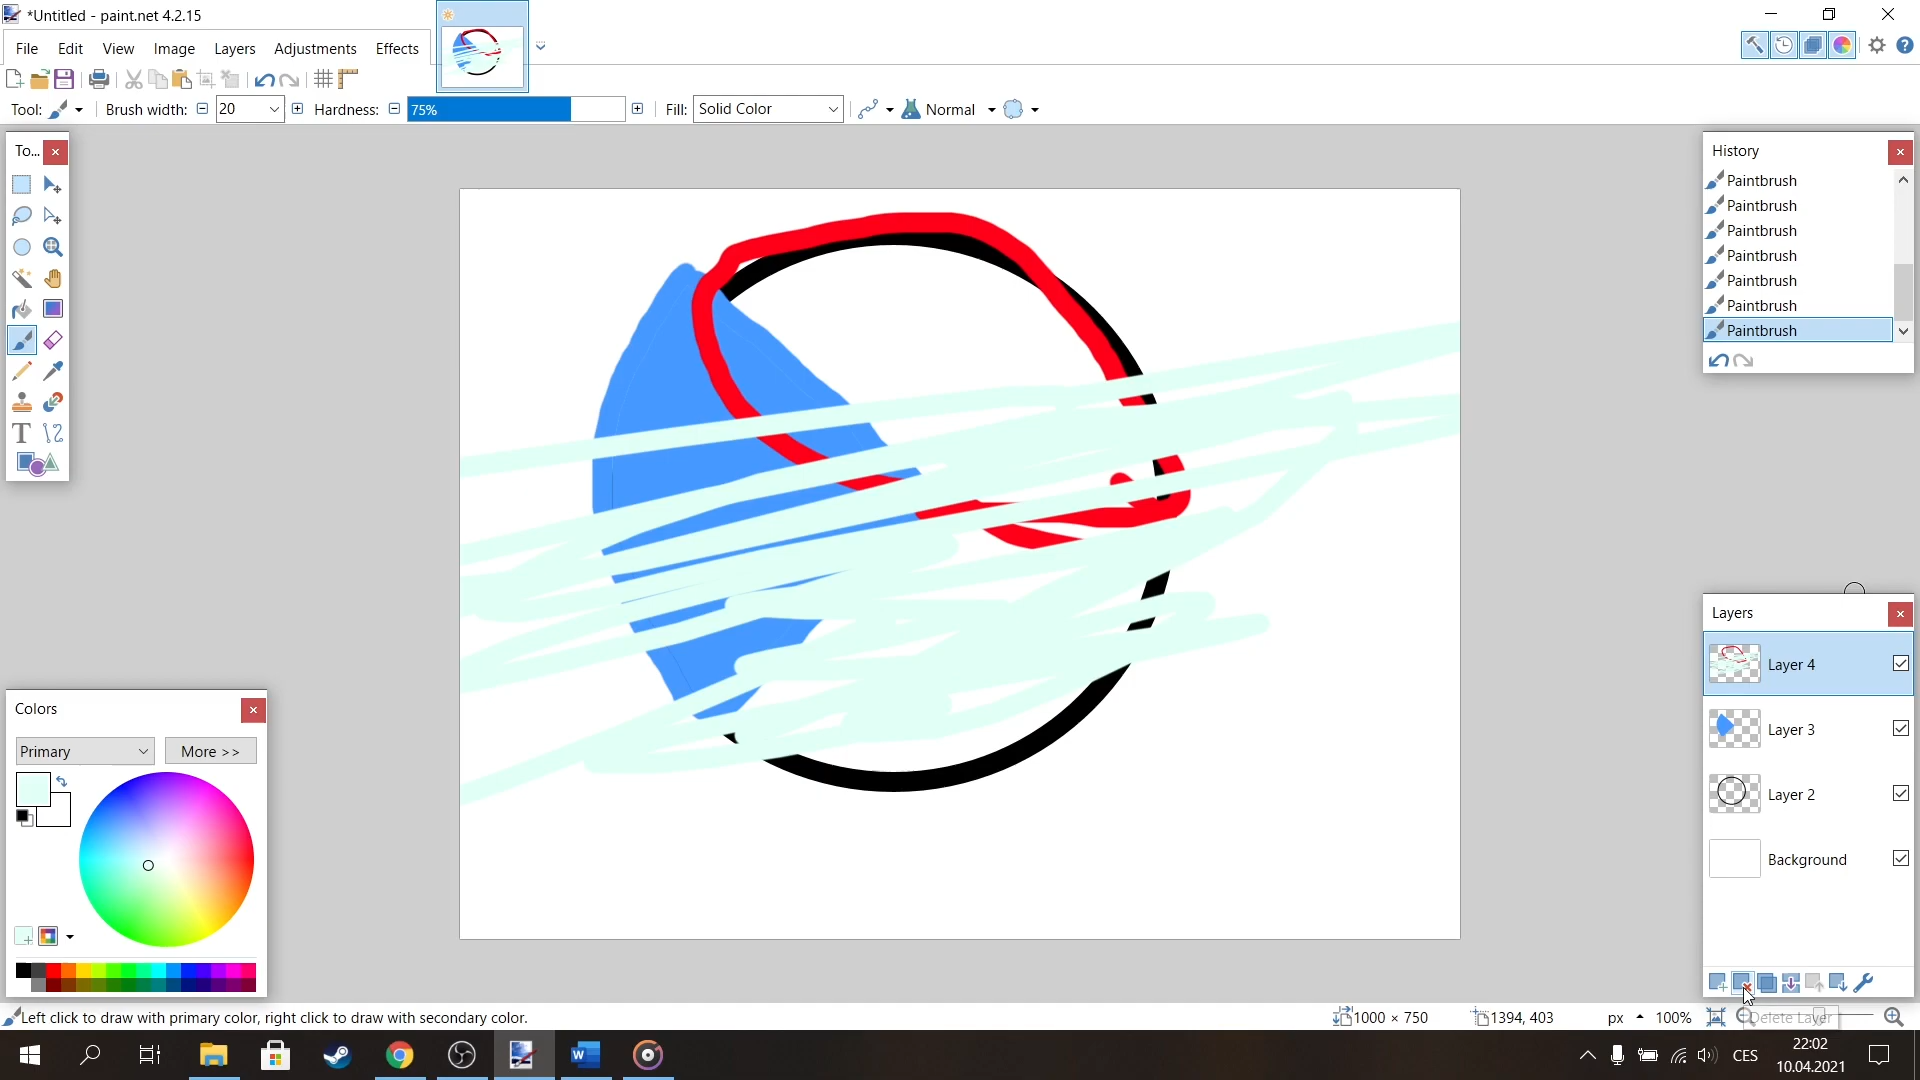 *Untitled - paint.net 4.2.15
File Edit View Image Layers Adjustments Effects
Tool: Brush width: 20 Hardness: 75% Fill: Solid Color Normal
To...
History
Paintbrush
Paintbrush
Paintbrush
Paintbrush
Paintbrush
Paintbrush
Paintbrush
Layers
Layer 4
Layer 3
Layer 2
Background
Colors
Primary More >>
Left click to draw with primary color, right click to draw with secondary color. 1000 × 750 1394, 403 px 100% Delete Layer
CES 22:02
10.04.2021